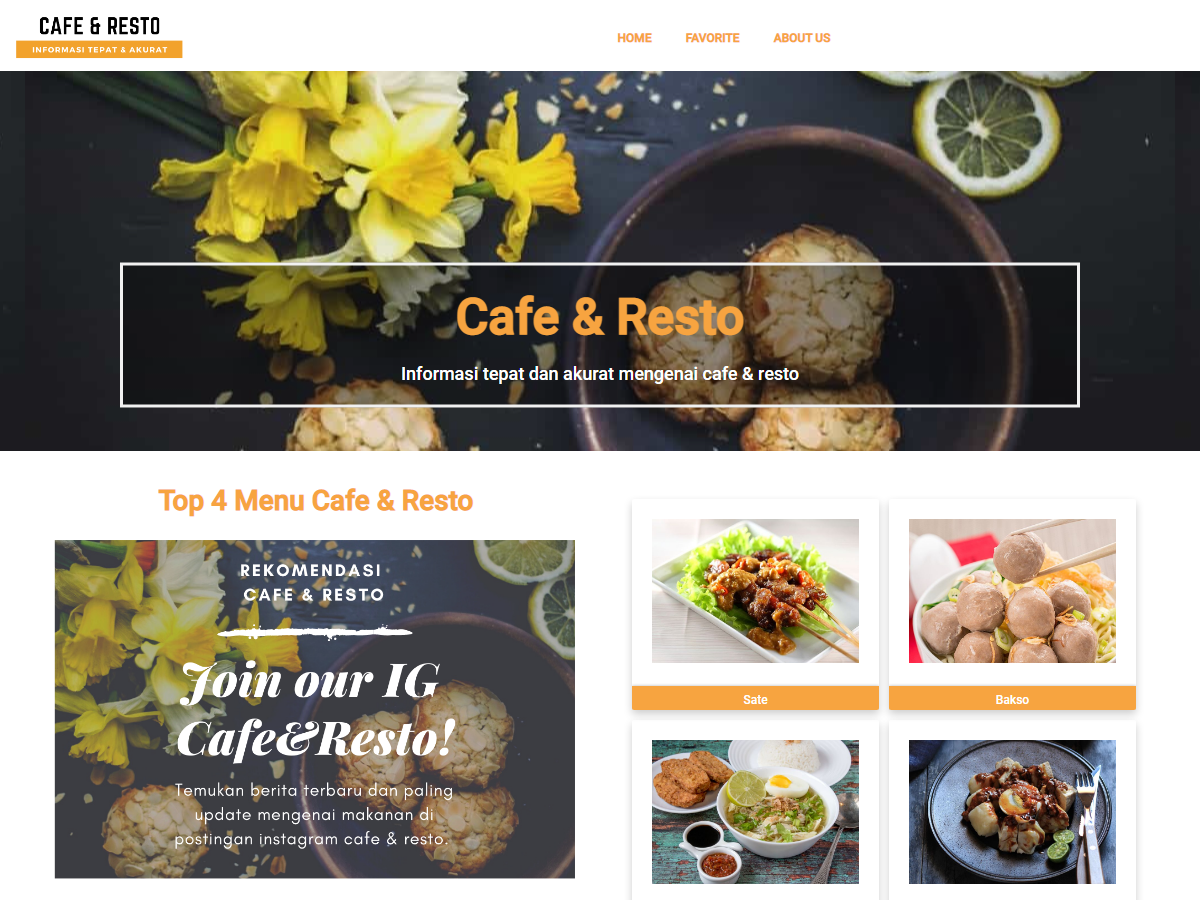 CAFE & RESTO
INFORMASI TEPAT & AKURAT
HOME FAVORITE ABOUT US
Cafe & Resto
Informasi tepat dan akurat mengenai cafe & resto
Top 4 Menu Cafe & Resto
REKOMENDASI
CAFE & RESTO
Join our IG
Cafe&Resto!
Temukan berita terbaru dan paling
update mengenai makanan di
postingan instagram cafe & resto.
Sate
Bakso